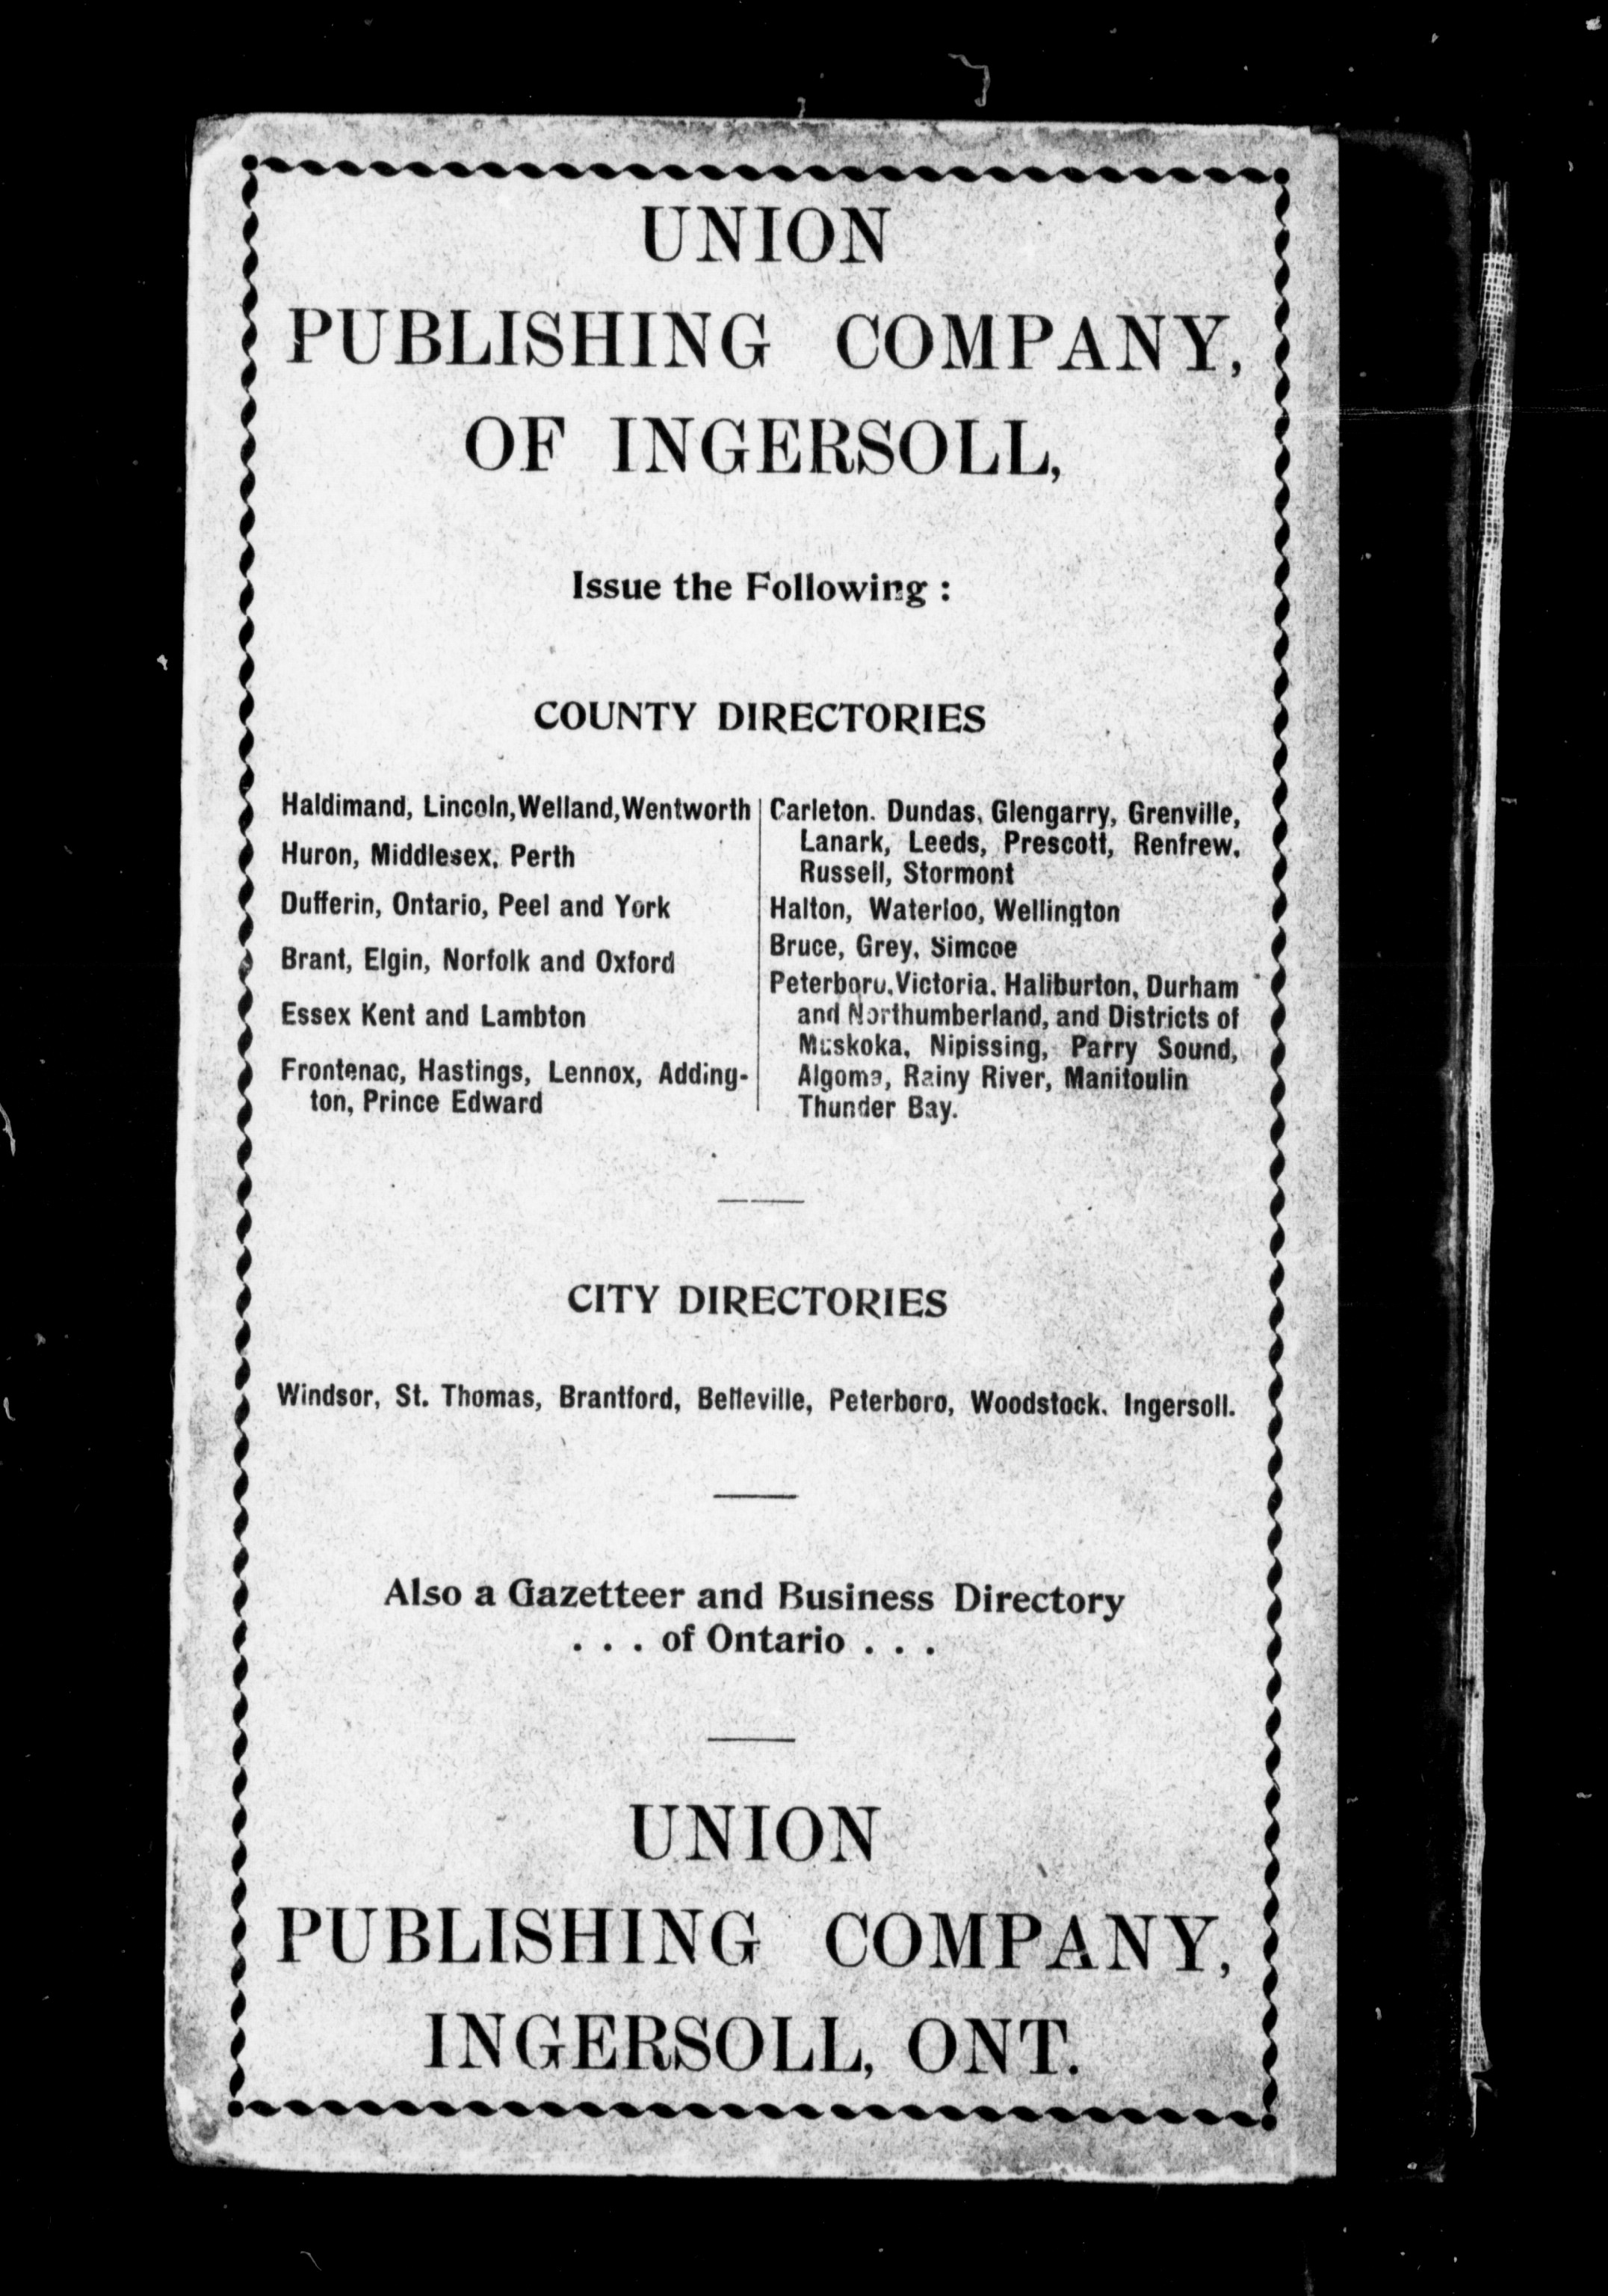 UNION
PUBLISHING COMPANY,
OF INGERSOLL,
Issue the Following :
COUNTY DIRECTORIES
Haldimand, Lincoln, Welland, Wentworth
Huron, Middlesex, Perth
Dufferin, Ontario, Peel and York
Brant, Elgin, Norfolk and Oxford
Essex Kent and Lambton
Frontenac, Hastings, Lennox, Adding-
ton, Prince Edward
Carleton. Dundas, Glengarry, Grenville,
Lanark, Leeds, Prescott, Renfrew,
Russell, Stormont
Halton, Waterloo, Wellington
Bruce, Grey, Simcoe
Peterboro, Victoria, Haliburton, Durham
and Northumberland, and Districts of
Muskoka, Nipissing, Parry Sound,
Algoma, Rainy River, Manitoulin
Thunder Bay.
CITY DIRECTORIES
Windsor, St. Thomas, Brantford, Belleville, Peterboro, Woodstock. Ingersoll.
Also a Gazetteer and Business Directory
. . . of Ontario . . .
UNION
PUBLISHING COMPANY,
INGERSOLL, ONT.